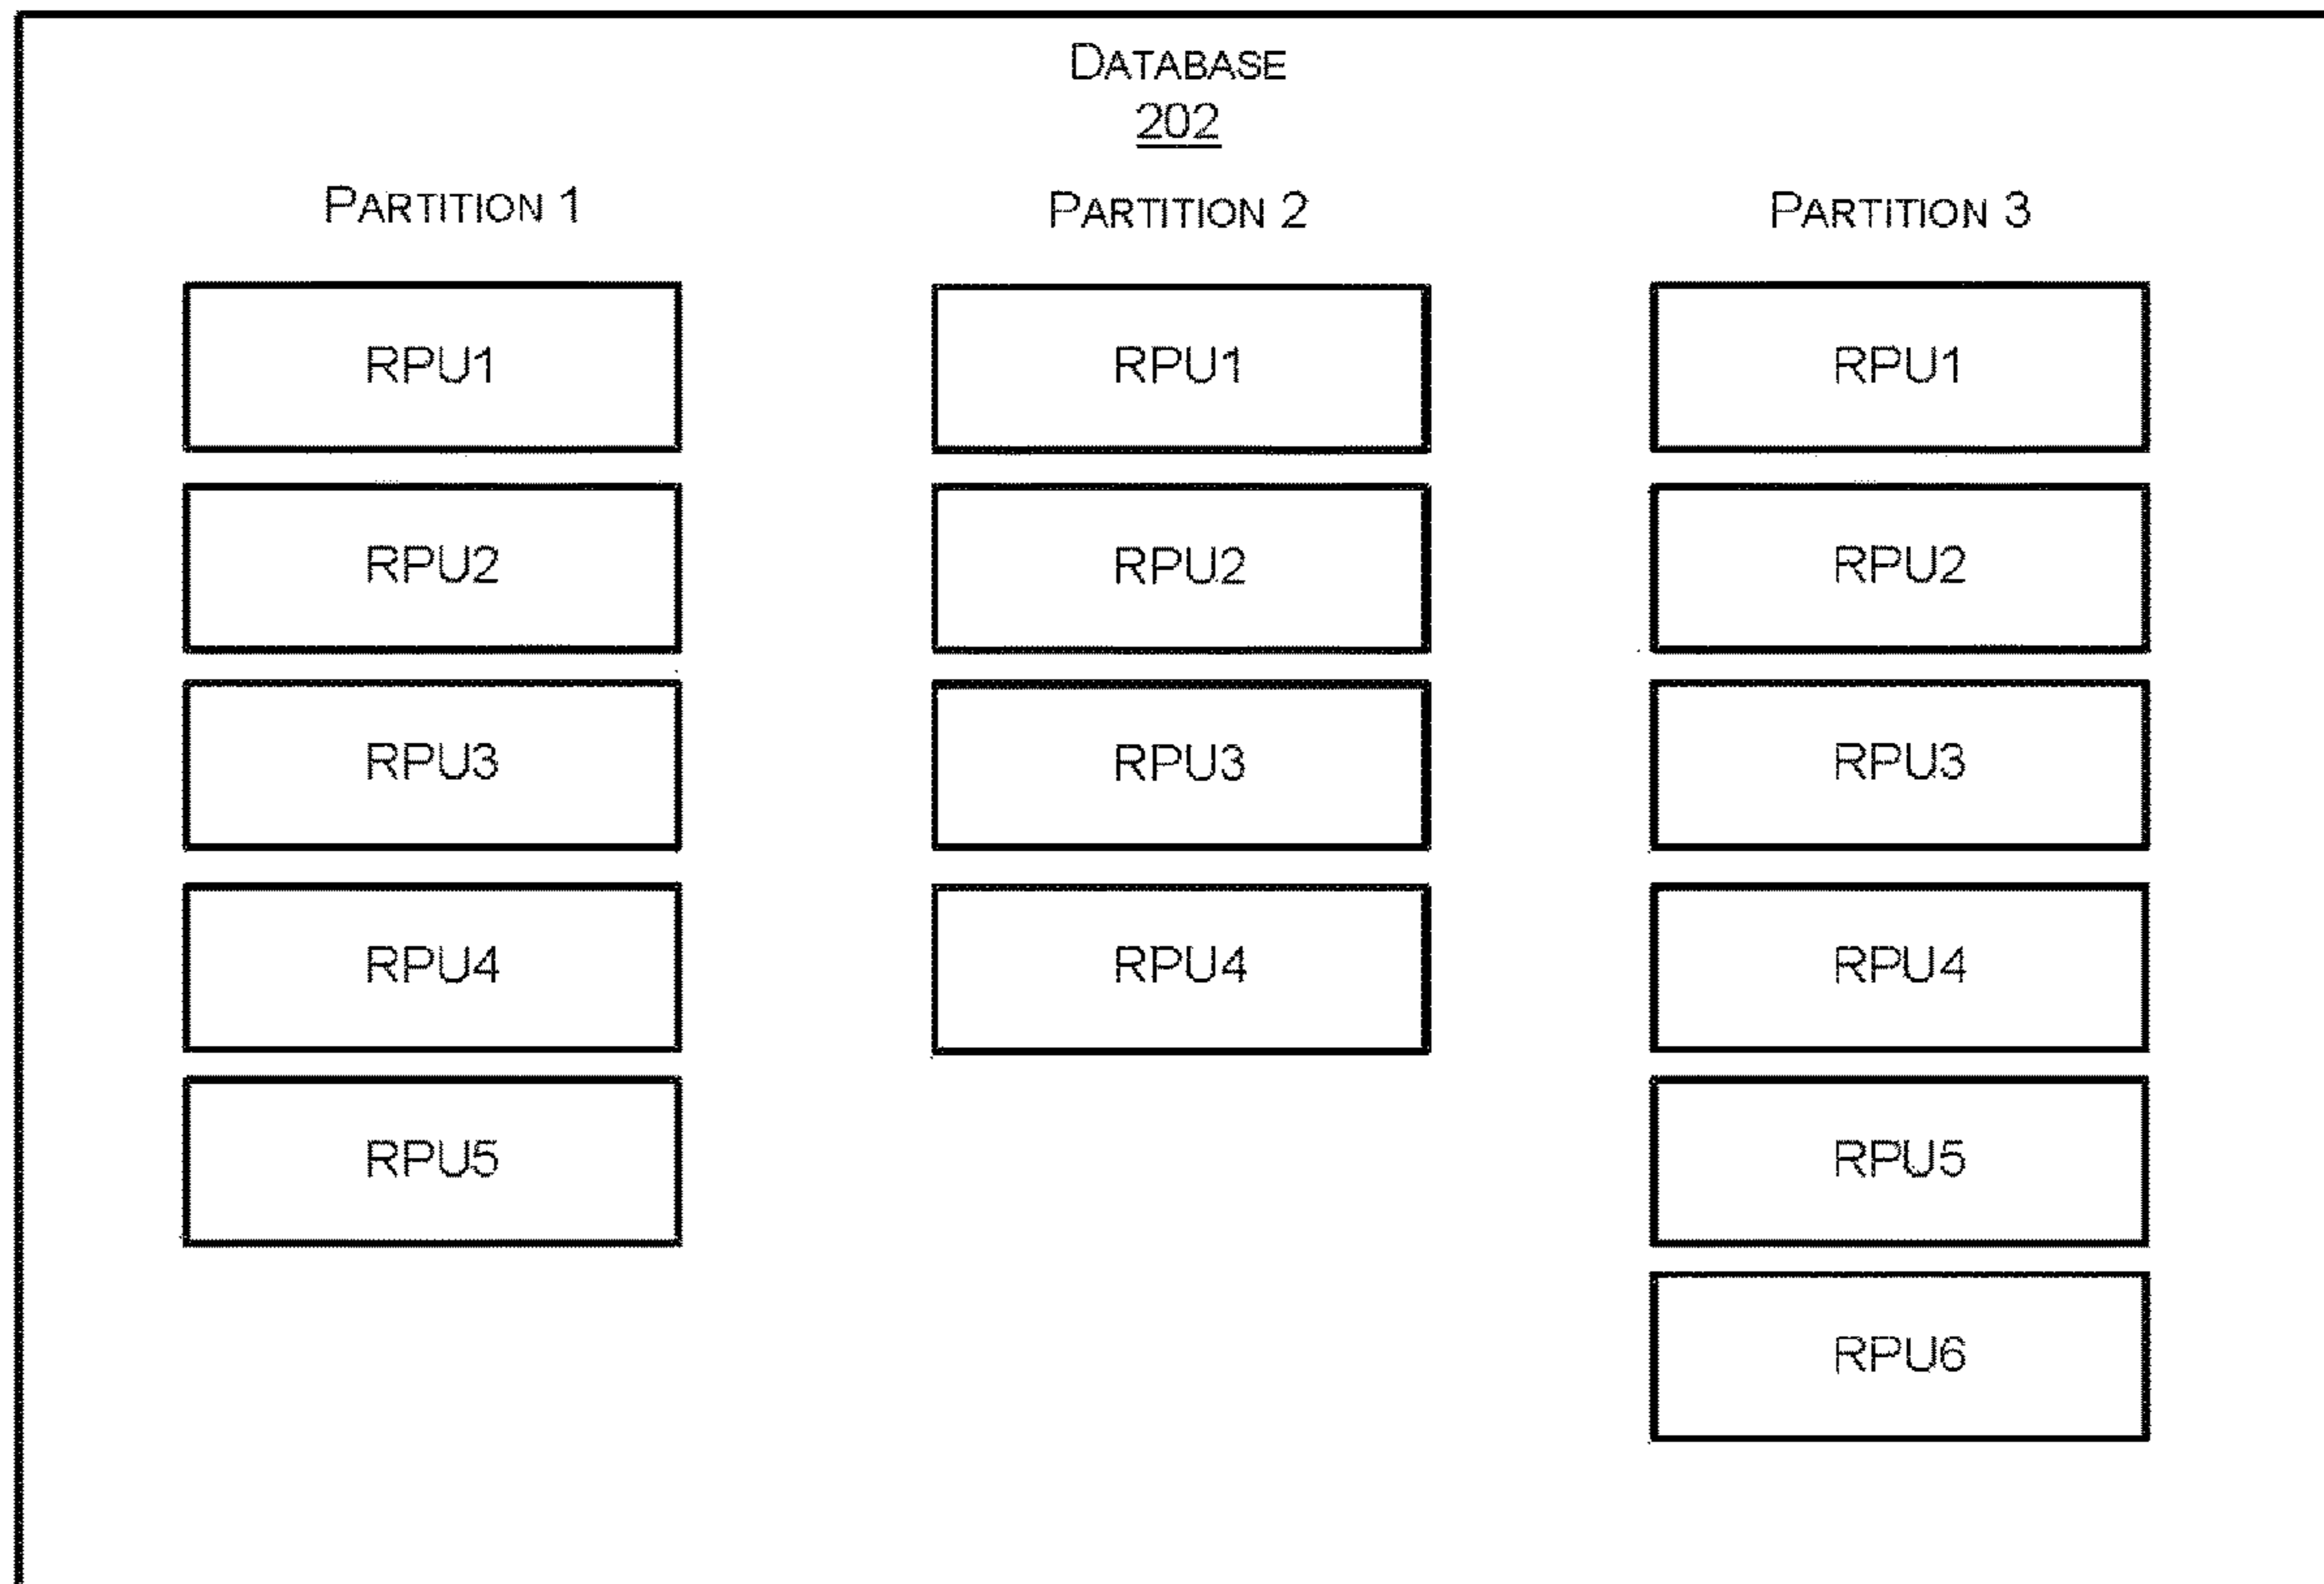 DATABASE
202
PARTITION 1
PARTITION 2
PARTITION 3
RPU1
RPU1
RPU1
RPU2
RPU2
RPU2
RPU3
RPU3
RPU3
RPU4
RPU4
RPU4
RPU5
RPU5
RPU6